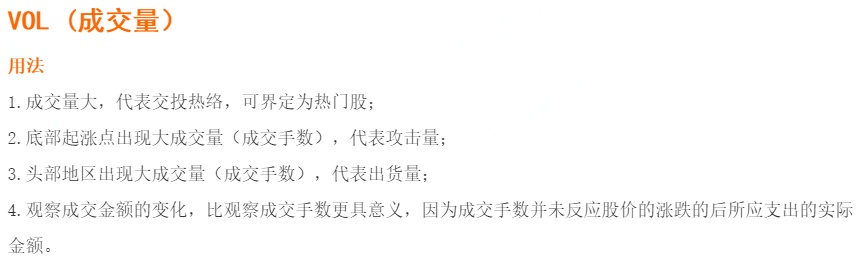 VOL (成交量)
用法
1.成交量大，代表交投热络，可界定为热门股；
2.底部起涨点出现大成交量（成交手数），代表攻击量；
3.头部地区出现大成交量（成交手数），代表出货量；
4.观察成交金额的变化，比观察成交手数更具意义，因为成交手数并未反应股价的涨跌的后所应支出的实际
金额。